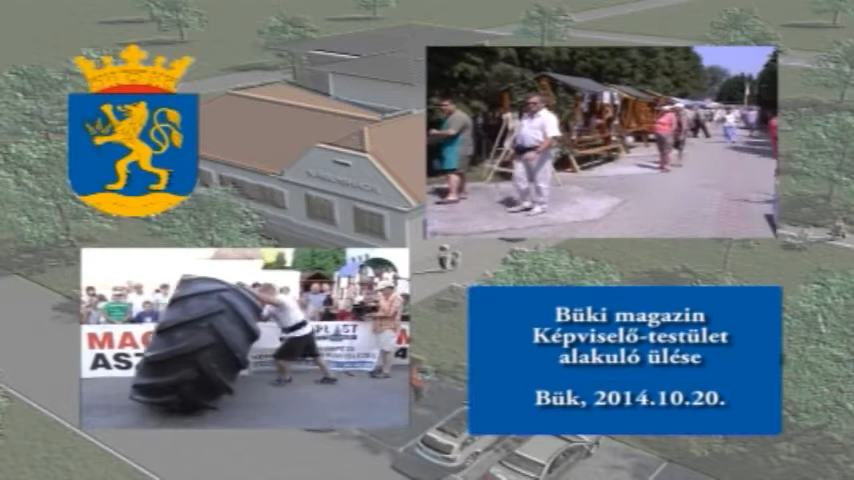 Büki magazin
Képviselő-testület
alakuló ülése
Bük, 2014.10.20.